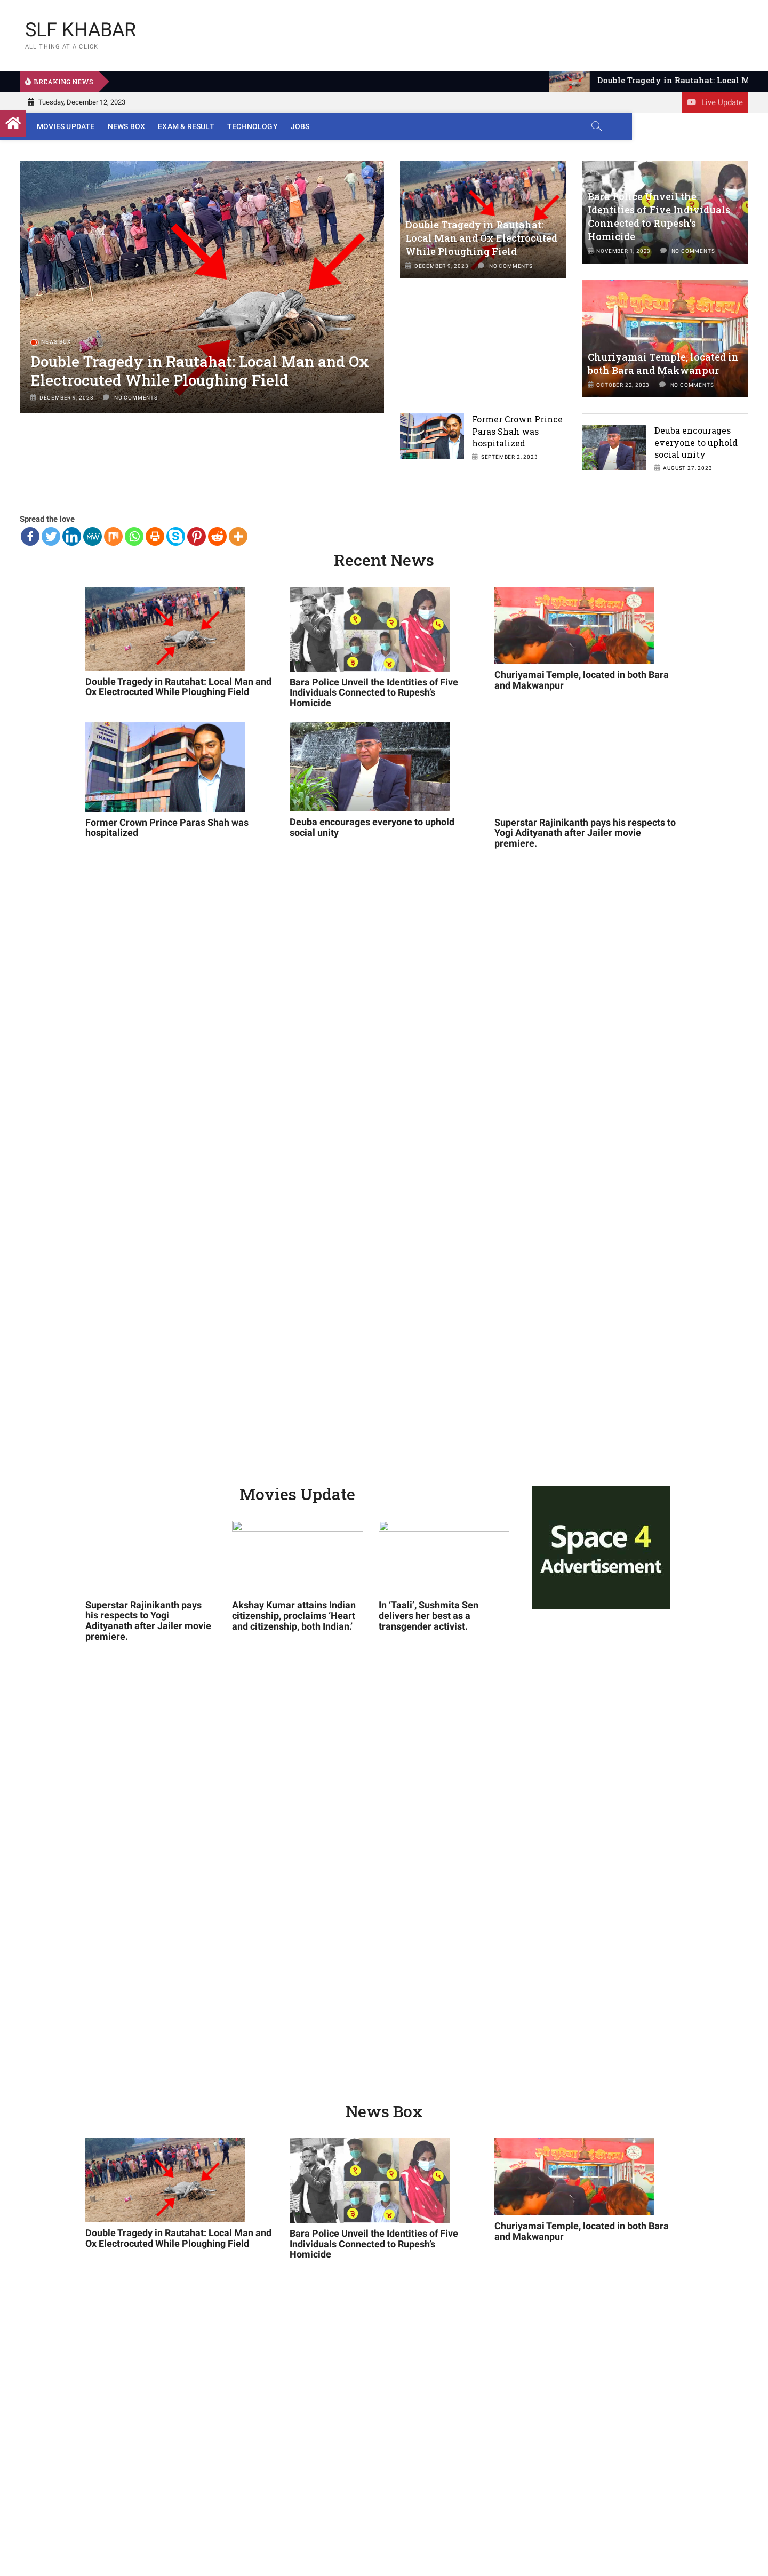 SLF KHABAR
ALL THING AT A CLICK
BREAKING NEWS
Double Tragedy in Rautahat: Local M
Tuesday, December 12, 2023
Live Update
MOVIES UPDATE
NEWS BOX
EXAM & RESULT
TECHNOLOGY
JOBS
NEWS BOX
Double Tragedy in Rautahat: Local Man and Ox
Electrocuted While Ploughing Field
DECEMBER 9, 2023
NO COMMENTS
Double Tragedy in Rautahat:
Local Man and Ox Electrocuted
While Ploughing Field
DECEMBER 9, 2023
NO COMMENTS
Bara Police Unveil the
Identities of Five Individuals
Connected to Rupesh's
Homicide
NOVEMBER 1, 2023
NO COMMENTS
Churiyamai Temple, located in
both Bara and Makwanpur
OCTOBER 22, 2023
NO COMMENTS
Former Crown Prince
Paras Shah was
hospitalized
SEPTEMBER 2, 2023
Deuba encourages
everyone to uphold
social unity
AUGUST 27, 2023
Spread the love
Recent News
Double Tragedy in Rautahat: Local Man and
Ox Electrocuted While Ploughing Field
Bara Police Unveil the Identities of Five
Individuals Connected to Rupesh's
Homicide
Churiyamai Temple, located in both Bara
and Makwanpur
Former Crown Prince Paras Shah was
hospitalized
Deuba encourages everyone to uphold
social unity
Superstar Rajinikanth pays his respects to
Yogi Adityanath after Jailer movie
premiere.
Movies Update
Superstar Rajinikanth pays
his respects to Yogi
Adityanath after Jailer movie
premiere.
Akshay Kumar attains Indian
citizenship, proclaims ‘Heart
and citizenship, both Indian.’
In ‘Taali’, Sushmita Sen
delivers her best as a
transgender activist.
Space 4
Advertisement
News Box
Double Tragedy in Rautahat: Local Man and
Ox Electrocuted While Ploughing Field
Bara Police Unveil the Identities of Five
Individuals Connected to Rupesh's
Homicide
Churiyamai Temple, located in both Bara
and Makwanpur